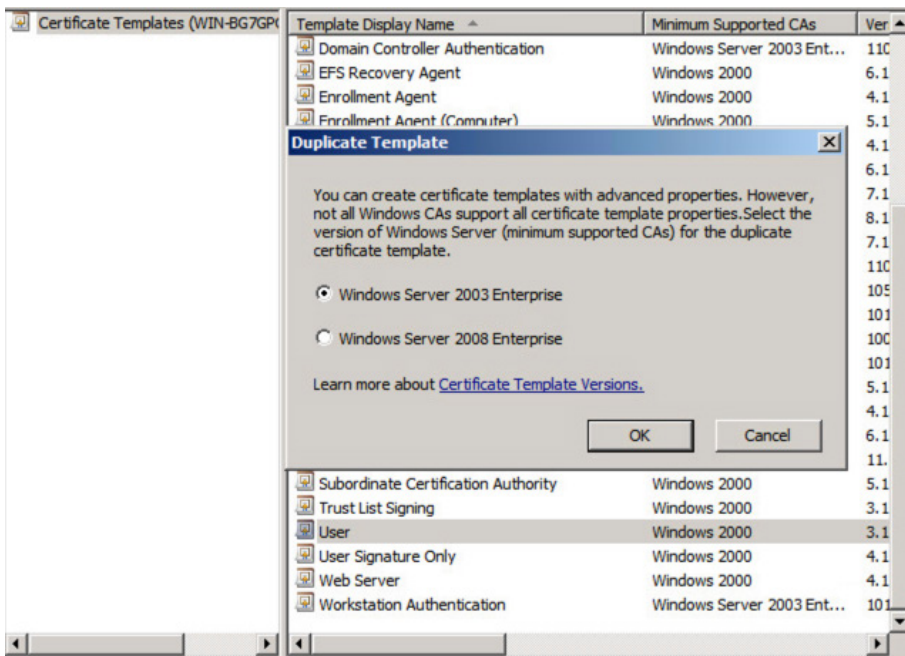 Certificate Templates (WIN-BG7GP
Template Display Name Minimum Supported CAs Ver
Domain Controller Authentication Windows Server 2003 Ent... 110
EFS Recovery Agent Windows 2000 6.1
Enrollment Agent Windows 2000 4.1
Enrollment Agent (Computer) Windows 2000 5.1
Duplicate Template 4.1
6.1
You can create certificate templates with advanced properties. However, 7.1
not all Windows CAs support all certificate template properties.Select the 8.1
version of Windows Server (minimum supported CAs) for the duplicate 7.1
certificate template.
110
Windows Server 2003 Enterprise 105
101
Windows Server 2008 Enterprise 100
101
Learn more about Certificate Template Versions. 5.1
4.1
OK Cancel 6.1
11.
Subordinate Certification Authority Windows 2000 5.1
Trust List Signing Windows 2000 3.1
User Windows 2000 3.1
User Signature Only Windows 2000 4.1
Web Server Windows 2000 4.1
Workstation Authentication Windows Server 2003 Ent... 101